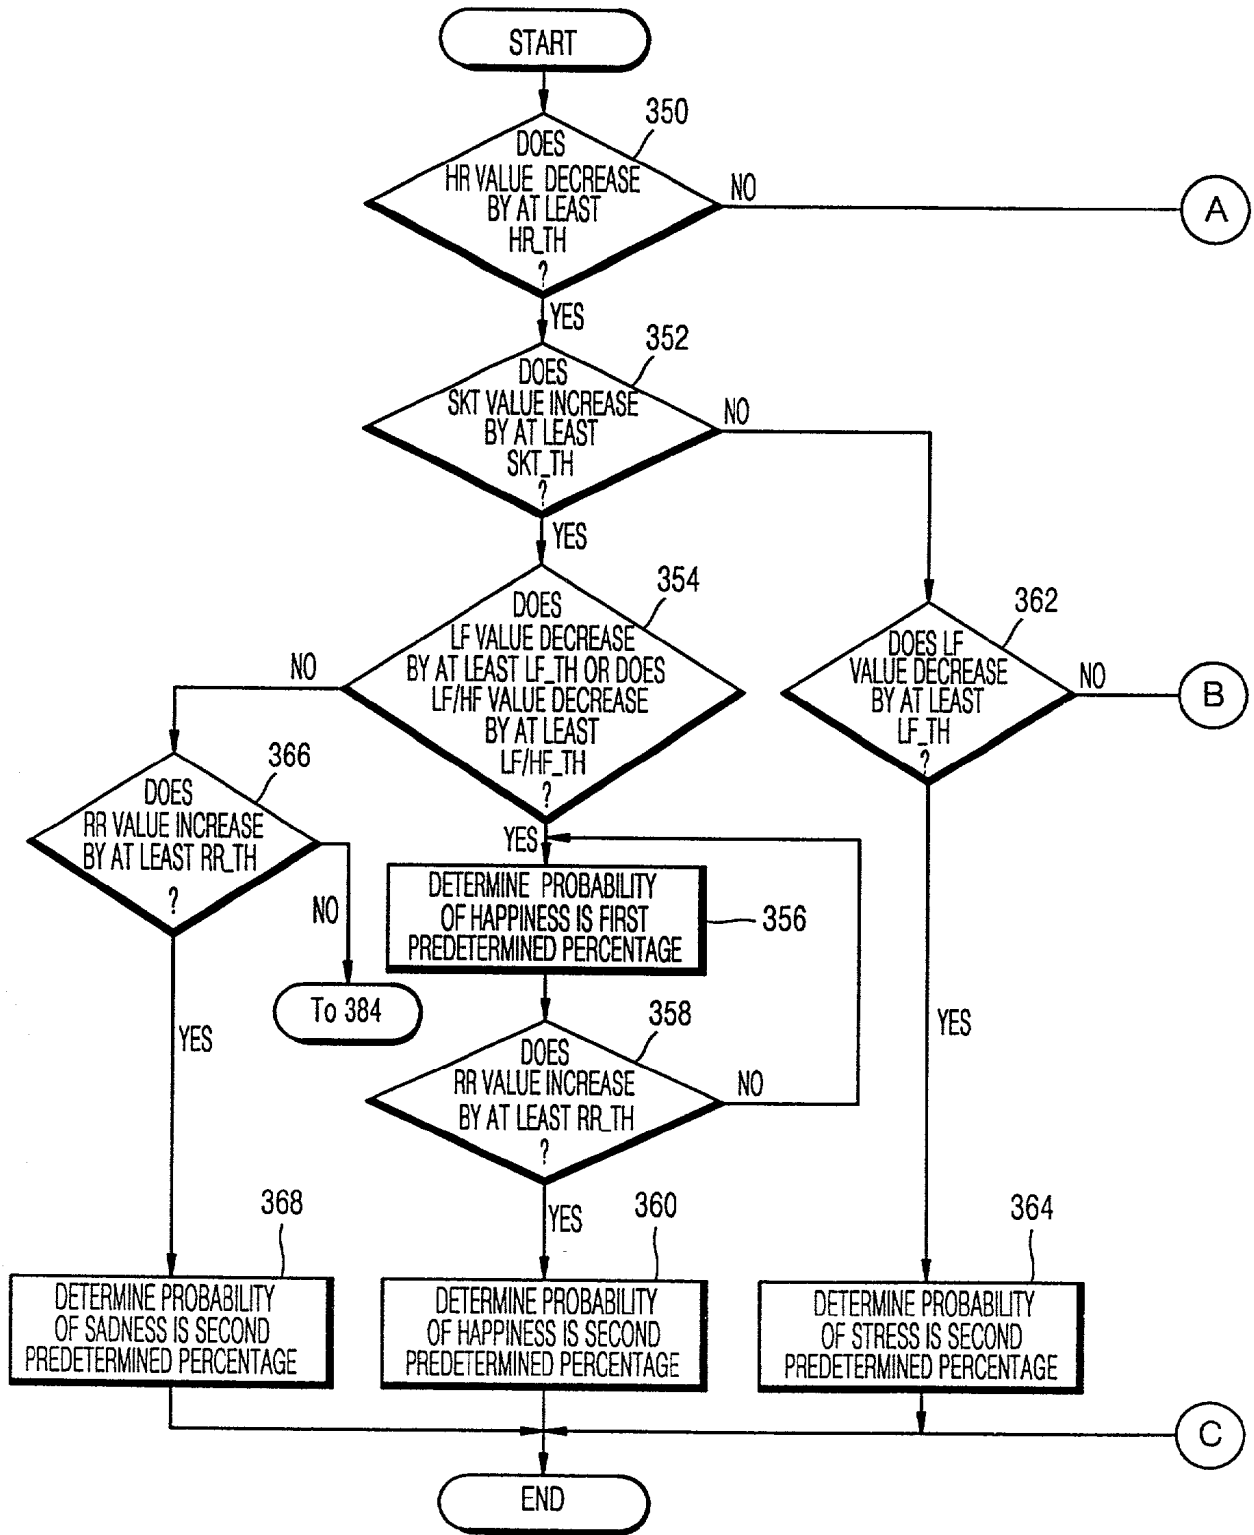 START
350
DOES
HR VALUE DECREASE
BY AT LEAST
HR_TH
?
NO
A
YES
352
DOES
SKT VALUE INCREASE
BY AT LEAST
SKT_TH
?
NO
YES
354
DOES
LF VALUE DECREASE
BY AT LEAST LF_TH OR DOES
LF/HF VALUE DECREASE
BY AT LEAST
LF/HF_TH
?
NO
362
DOES LF
VALUE DECREASE
BY AT LEAST
LF_TH
?
NO
B
366
DOES
RR VALUE INCREASE
BY AT LEAST RR_TH
?
NO
To 384
YES
YES
DETERMINE PROBABILITY
OF HAPPINESS IS FIRST
PREDETERMINED PERCENTAGE
356
358
DOES
RR VALUE INCREASE
BY AT LEAST RR_TH
?
NO
YES
YES
368
DETERMINE PROBABILITY
OF SADNESS IS SECOND
PREDETERMINED PERCENTAGE
360
DETERMINE PROBABILITY
OF HAPPINESS IS SECOND
PREDETERMINED PERCENTAGE
364
DETERMINE PROBABILITY
OF STRESS IS SECOND
PREDETERMINED PERCENTAGE
C
END